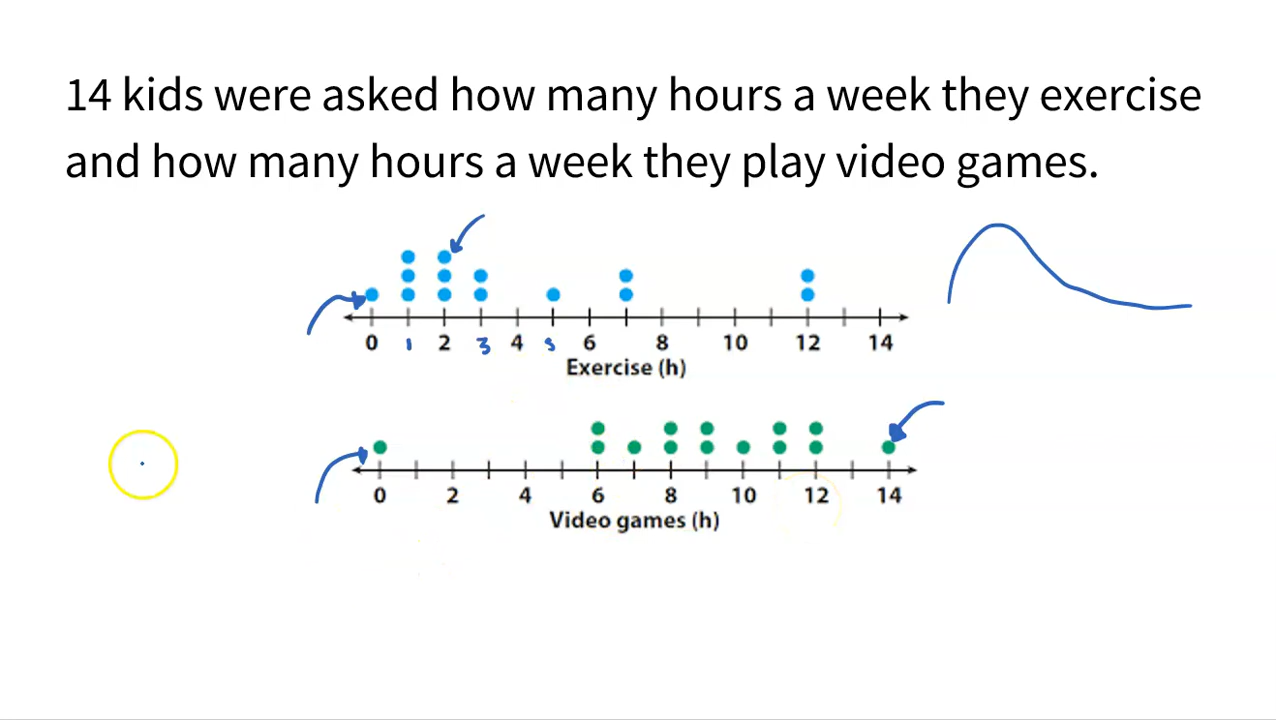 14 kids were asked how many hours a week they exercise
and how many hours a week they play video games.
0 1 2 3 4 5 6 8 10 12 14
Exercise (h)
0 2 4 6 8 10 12 14
Video games (h)